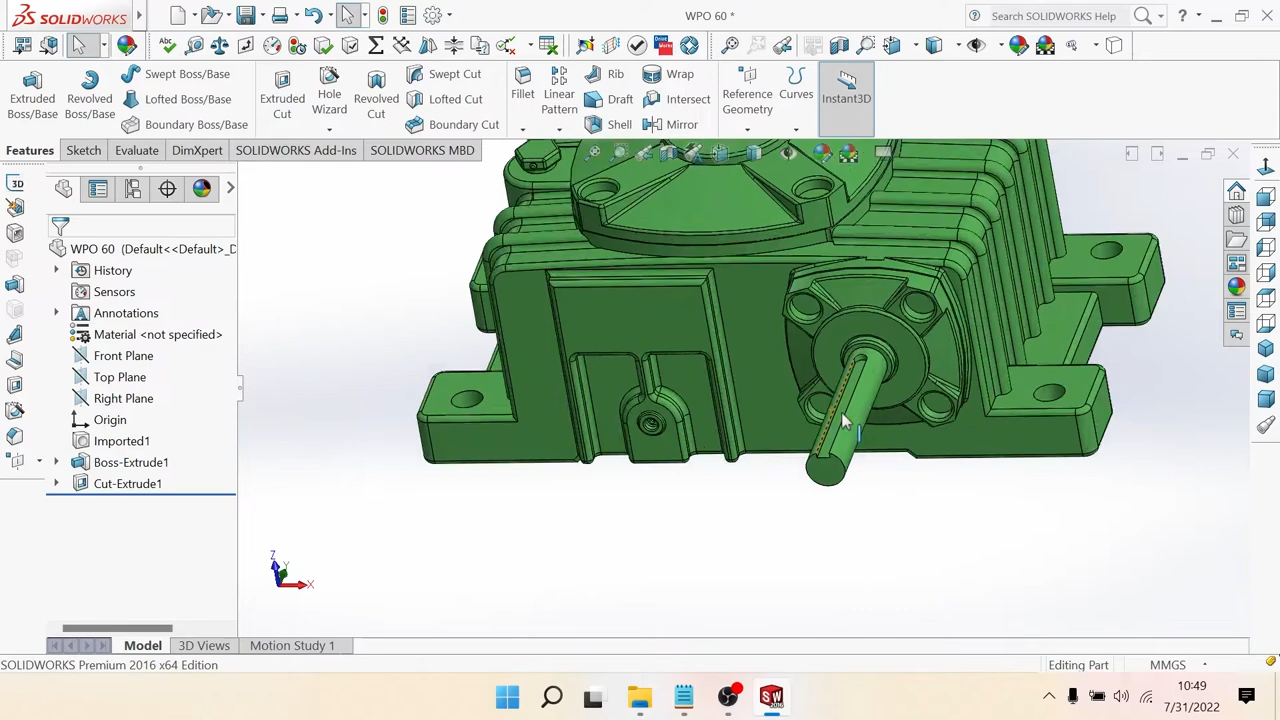 SOLIDWORKS
WPO 60 *
Search SOLIDWORKS Help
?
Extruded Boss/Base
Revolved Boss/Base
Swept Boss/Base
Lofted Boss/Base
Boundary Boss/Base
Extruded Cut
Hole Wizard
Revolved Cut
Swept Cut
Lofted Cut
Boundary Cut
Fillet
Linear Pattern
Rib
Draft
Shell
Wrap
Intersect
Mirror
Reference Geometry
Curves
Instant3D
Features
Sketch
Evaluate
DimXpert
SOLIDWORKS Add-Ins
SOLIDWORKS MBD
3D
WPO 60 (Default<<Default>_D
History
Sensors
Annotations
Material <not specified>
Front Plane
Top Plane
Right Plane
Origin
Imported1
Boss-Extrude1
Cut-Extrude1
Z
Y
X
Model
3D Views
Motion Study 1
SOLIDWORKS Premium 2016 x64 Edition
Editing Part
MMGS
10:49
7/31/2022